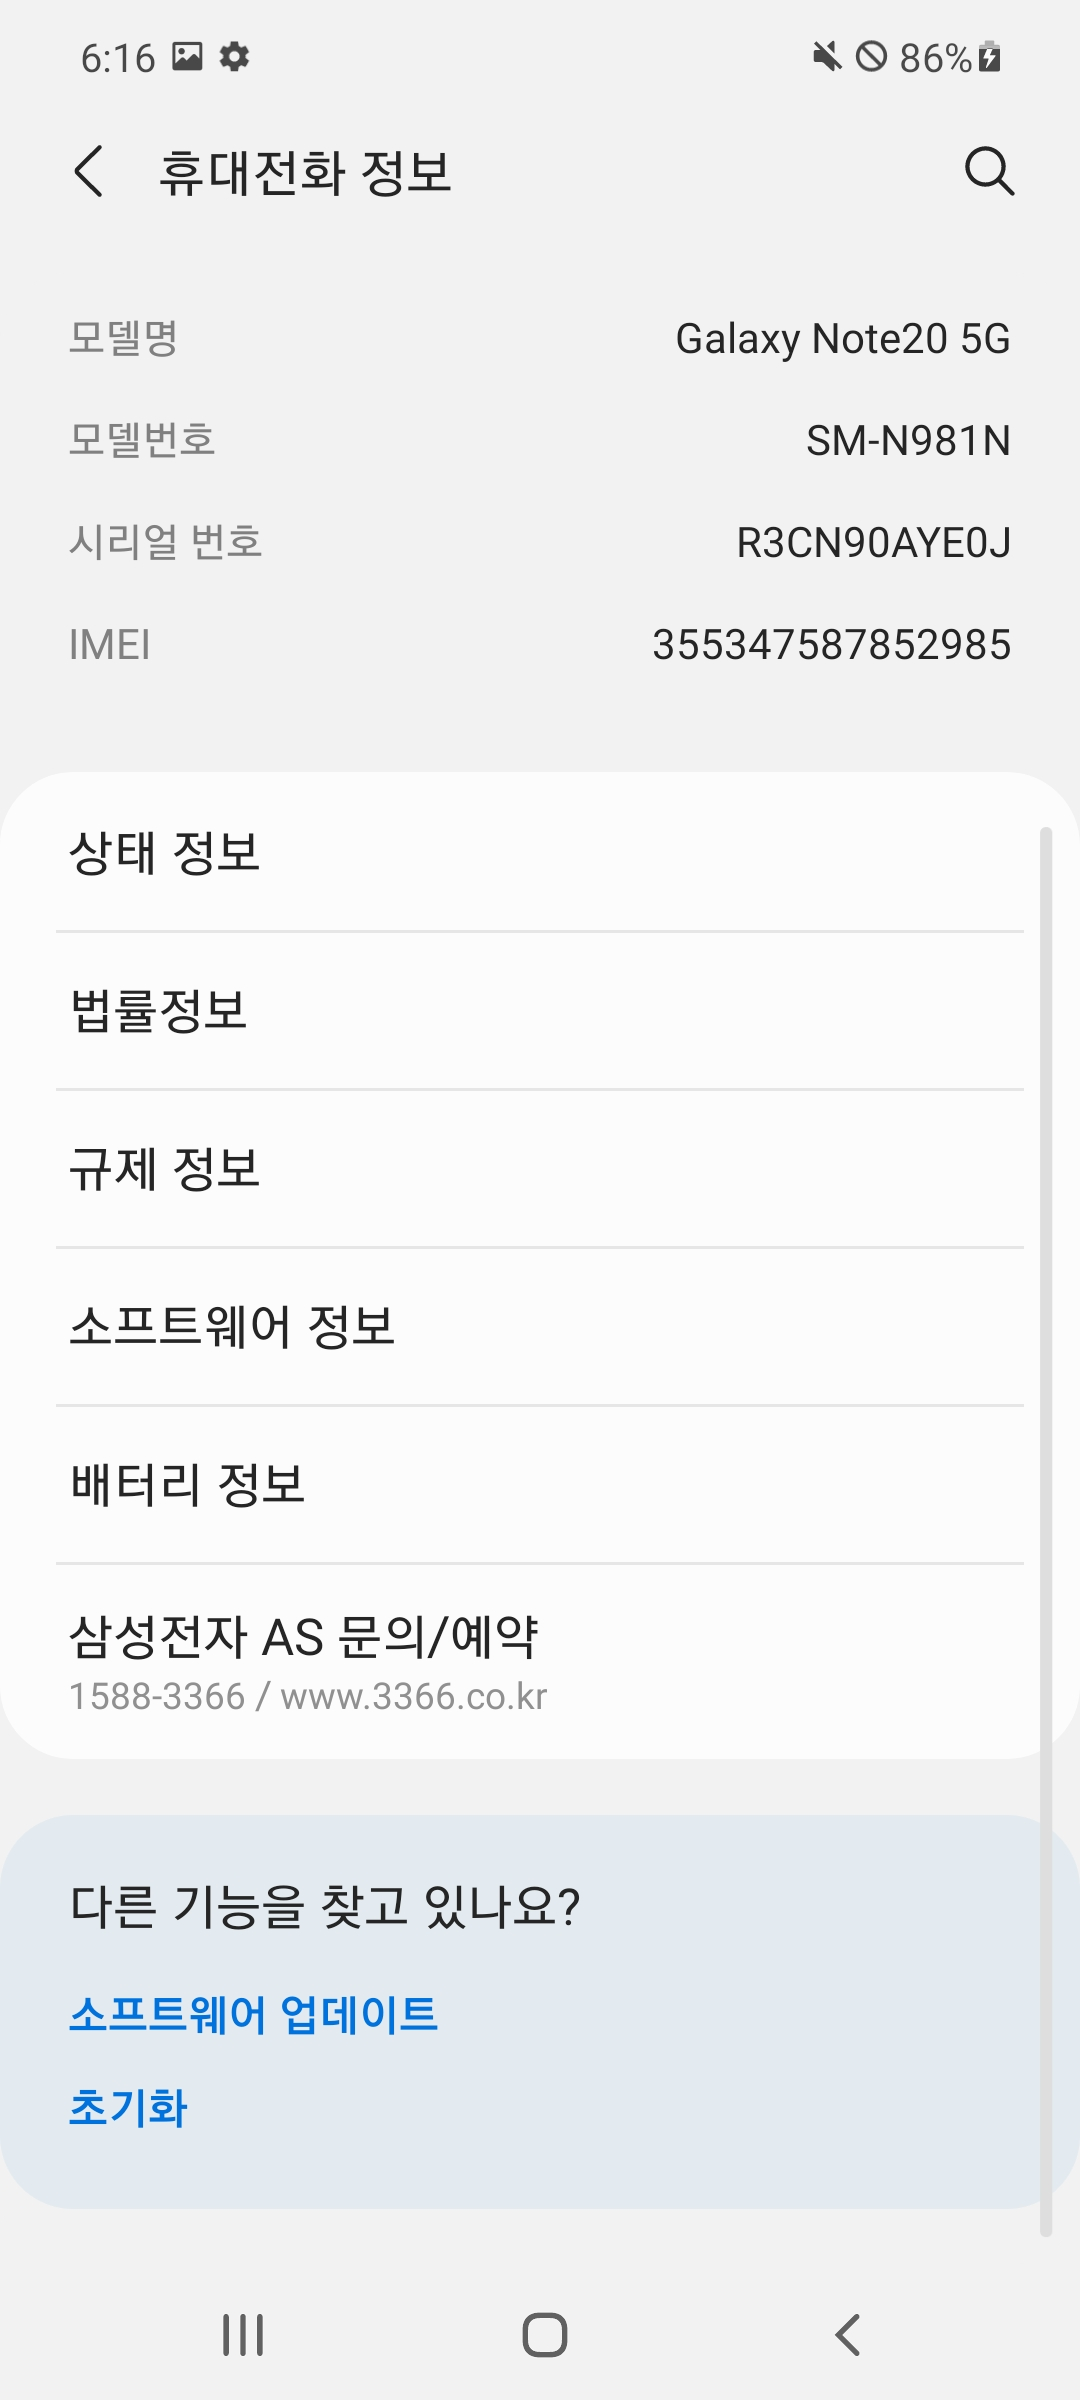 6:16 86%
휴대전화 정보
모델명 Galaxy Note20 5G
모델번호 SM-N981N
시리얼 번호 R3CN90AYE0J
IMEI 355347587852985
상태 정보
법률정보
규제 정보
소프트웨어 정보
배터리 정보
삼성전자 AS 문의/예약
1588-3366 / www.3366.co.kr
다른 기능을 찾고 있나요?
소프트웨어 업데이트
초기화